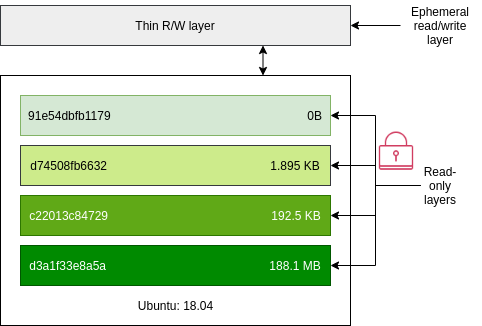 Thin R/W layer
Ephemeral
read/write
layer
91e54dbfb1179 0B
d74508fb6632 1.895 KB
c22013c84729 192.5 KB
d3a1f33e8a5a 188.1 MB
Read-
only
layers
Ubuntu: 18.04